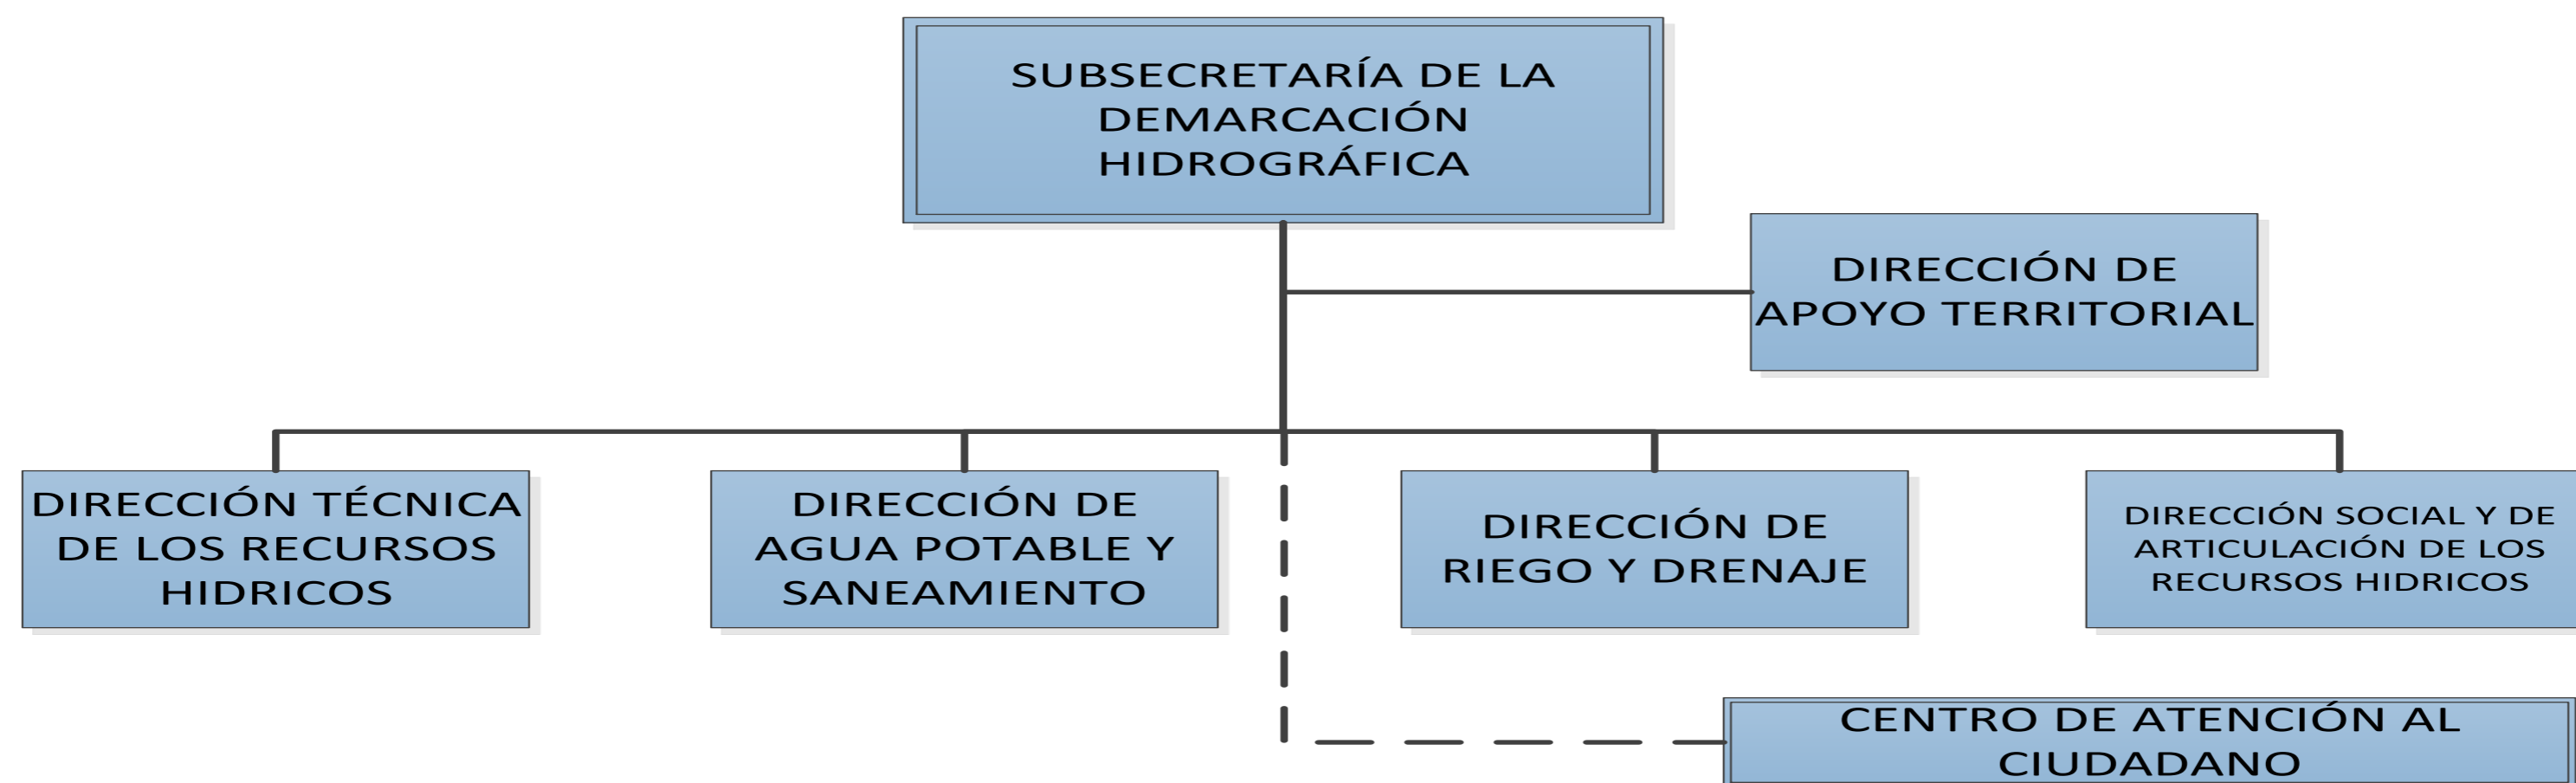 SUBSECRETARÍA DE LA
DEMARCACIÓN
HIDROGRÁFICA
DIRECCIÓN DE
APOYO TERRITORIAL
DIRECCIÓN TÉCNICA
DE LOS RECURSOS
HIDRICOS
DIRECCIÓN DE
AGUA POTABLE Y
SANEAMIENTO
DIRECCIÓN DE
RIEGO Y DRENAJE
DIRECCIÓN SOCIAL Y DE
ARTICULACIÓN DE LOS
RECURSOS HIDRICOS
CENTRO DE ATENCIÓN AL
CIUDADANO